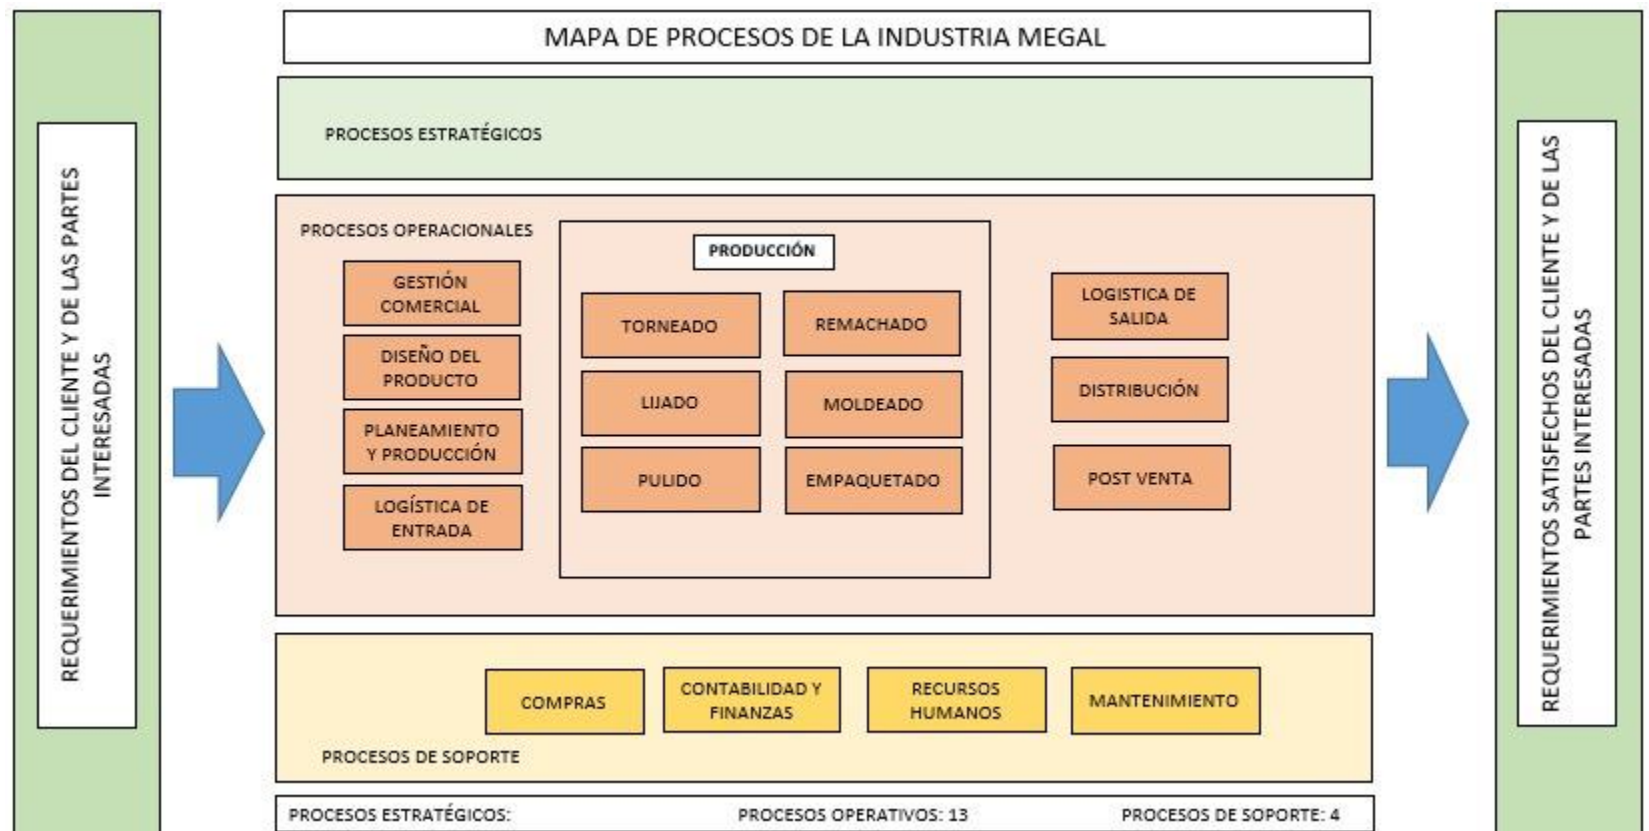 MAPA DE PROCESOS DE LA INDUSTRIA MEGAL
REQUERIMIENTOS DEL CLIENTE Y DE LAS PARTES
INTERESADAS
PROCESOS ESTRATÉGICOS
PROCESOS OPERACIONALES
GESTIÓN
COMERCIAL
DISEÑO DEL
PRODUCTO
PLANEAMIENTO
Y PRODUCCIÓN
LOGÍSTICA DE
ENTRADA
PRODUCCIÓN
TORNEADO
REMACHADO
LIJADO
MOLDEADO
PULIDO
EMPAQUETADO
LOGISTICA DE
SALIDA
DISTRIBUCIÓN
POST VENTA
COMPRAS
CONTABILIDAD Y
FINANZAS
RECURSOS
HUMANOS
MANTENIMIENTO
PROCESOS DE SOPORTE
PROCESOS ESTRATÉGICOS: PROCESOS OPERATIVOS: 13 PROCESOS DE SOPORTE: 4
REQUERIMIENTOS SATISFECHOS DEL CLIENTE Y DE LAS
PARTES INTERESADAS